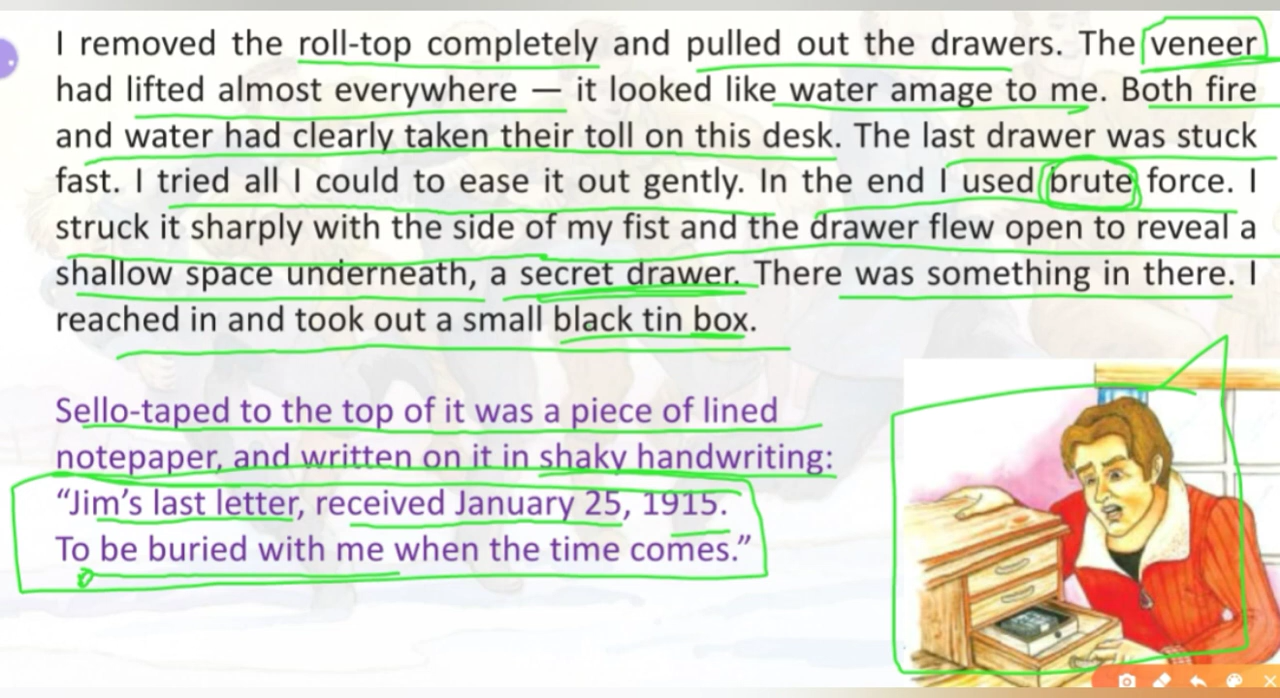 I removed the roll-top completely and pulled out the drawers. The veneer
had lifted almost everywhere — it looked like water amage to me. Both fire
and water had clearly taken their toll on this desk. The last drawer was stuck
fast. I tried all I could to ease it out gently. In the end I used brute force. I
struck it sharply with the side of my fist and the drawer flew open to reveal a
shallow space underneath, a secret drawer. There was something in there. I
reached in and took out a small black tin box.
Sello-taped to the top of it was a piece of lined
notepaper, and written on it in shaky handwriting:
“Jim’s last letter, received January 25, 1915.
To be buried with me when the time comes.”